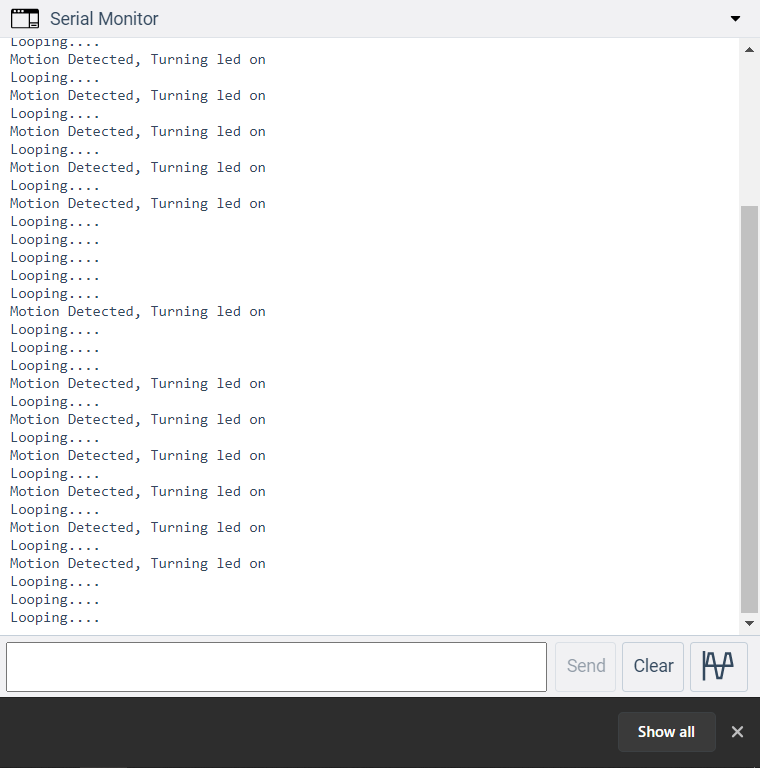 Serial Monitor
Looping....
Motion Detected, Turning led on
Looping....
Motion Detected, Turning led on
Looping....
Motion Detected, Turning led on
Looping....
Motion Detected, Turning led on
Looping....
Motion Detected, Turning led on
Looping....
Looping....
Looping....
Looping....
Looping....
Motion Detected, Turning led on
Looping....
Looping....
Looping....
Motion Detected, Turning led on
Looping....
Motion Detected, Turning led on
Looping....
Motion Detected, Turning led on
Looping....
Motion Detected, Turning led on
Looping....
Motion Detected, Turning led on
Looping....
Motion Detected, Turning led on
Looping....
Looping....
Looping....
Send
Clear
Show all